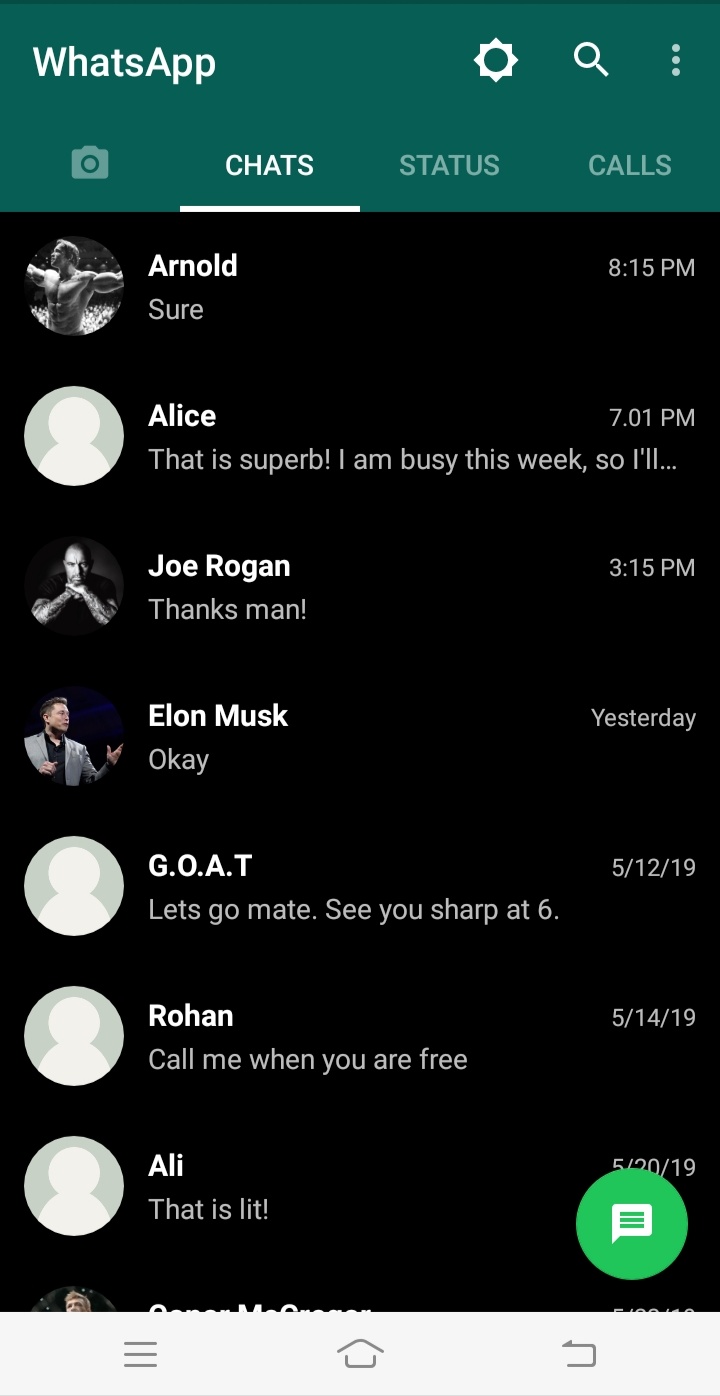 WhatsApp
CHATS STATUS CALLS
Arnold 8:15 PM
Sure
Alice 7.01 PM
That is superb! I am busy this week, so I'll...
Joe Rogan 3:15 PM
Thanks man!
Elon Musk Yesterday
Okay
G.O.A.T 5/12/19
Lets go mate. See you sharp at 6.
Rohan 5/14/19
Call me when you are free
Ali 5/20/19
That is lit!
Conor McGregor